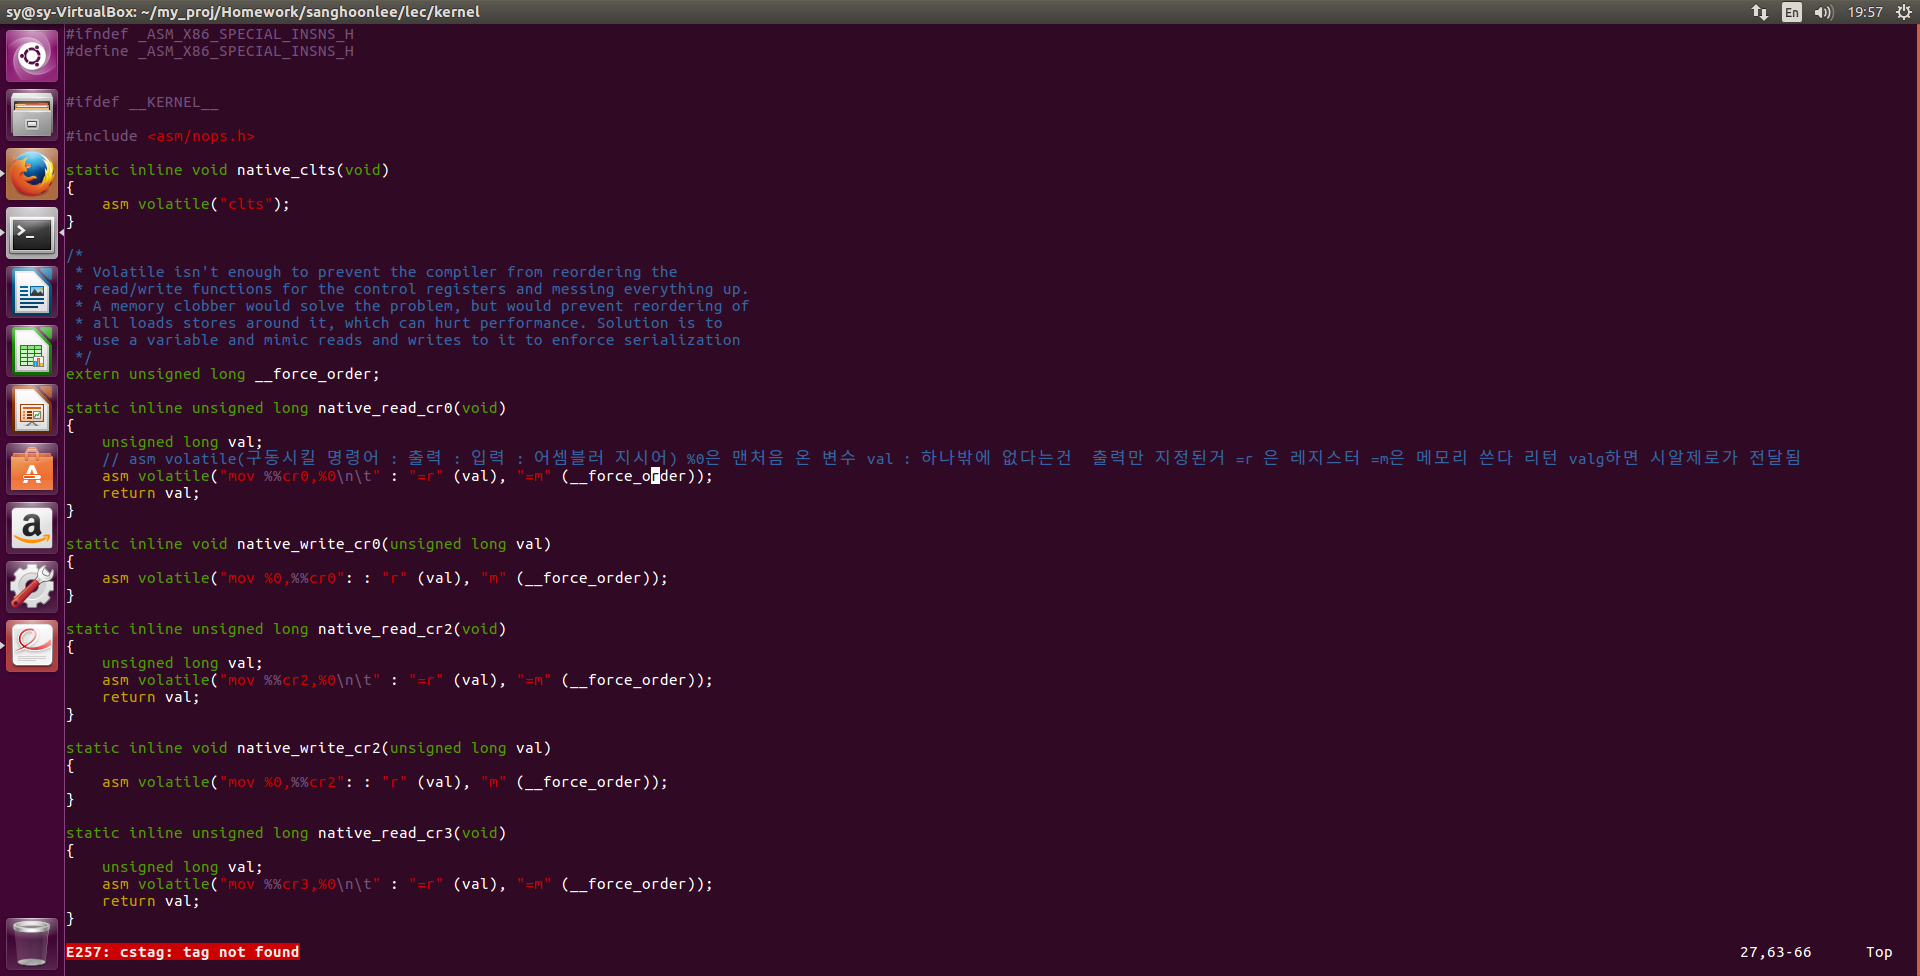 sy@sy-VirtualBox: ~/my_proj/Homework/sanghoonlee/lec/kernel
En
19:57
#ifndef _ASM_X86_SPECIAL_INSNS_H
#define _ASM_X86_SPECIAL_INSNS_H
#ifdef __KERNEL__
#include <asm/nops.h>
static inline void native_clts(void)
{
    asm volatile("clts");
}
/*
 * Volatile isn't enough to prevent the compiler from reordering the
 * read/write functions for the control registers and messing everything up.
 * A memory clobber would solve the problem, but would prevent reordering of
 * all loads stores around it, which can hurt performance. Solution is to
 * use a variable and mimic reads and writes to it to enforce serialization
 */
extern unsigned long __force_order;
static inline unsigned long native_read_cr0(void)
{
    unsigned long val;
    // asm volatile(구동시킬 명령어 : 출력 : 입력 : 어셈블러 지시어) %0은 맨처음 온 변수 val : 하나밖에 없다는건  출력만 지정된거 =r 은 레지스터 =m은 메모리 쓴다 리턴 valg하면 시알제로가 전달됨
    asm volatile("mov %%cr0,%0\n\t" : "=r" (val), "=m" (__force_order));
    return val;
}
static inline void native_write_cr0(unsigned long val)
{
    asm volatile("mov %0,%%cr0": : "r" (val), "m" (__force_order));
}
static inline unsigned long native_read_cr2(void)
{
    unsigned long val;
    asm volatile("mov %%cr2,%0\n\t" : "=r" (val), "=m" (__force_order));
    return val;
}
static inline void native_write_cr2(unsigned long val)
{
    asm volatile("mov %0,%%cr2": : "r" (val), "m" (__force_order));
}
static inline unsigned long native_read_cr3(void)
{
    unsigned long val;
    asm volatile("mov %%cr3,%0\n\t" : "=r" (val), "=m" (__force_order));
    return val;
}
E257: cstag: tag not found
27,63-66
Top